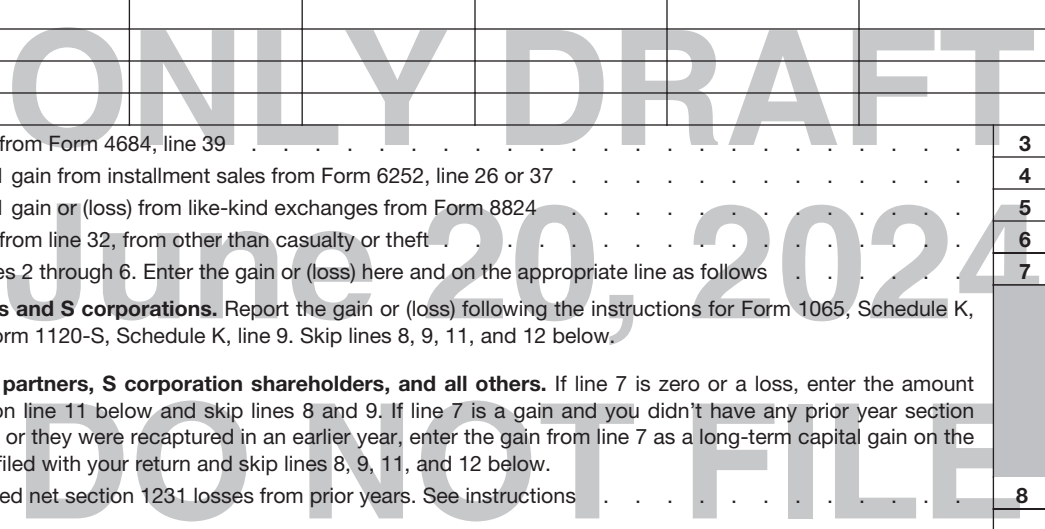 ONLY DRAFT
from Form 4684, line 39 . . . . . . . . . . . . . . . . . . . . . . . 3
gain from installment sales from Form 6252, line 26 or 37 . . . . . . . . . . . . . 4
gain or (loss) from like-kind exchanges from Form 8824 . . . . . . . . . . . . . 5
from line 32, from other than casualty or theft . . . . . . . . . . . . . . . . . 6
June 20, 2024
2 through 6. Enter the gain or (loss) here and on the appropriate line as follows . . . . . . 7
and S corporations. Report the gain or (loss) following the instructions for Form 1065, Schedule K,
1120-S, Schedule K, line 9. Skip lines 8, 9, 11, and 12 below.
partners, S corporation shareholders, and all others. If line 7 is zero or a loss, enter the amount
on line 11 below and skip lines 8 and 9. If line 7 is a gain and you didn’t have any prior year section
or they were recaptured in an earlier year, enter the gain from line 7 as a long-term capital gain on the
DO NOT FILE
filed with your return and skip lines 8, 9, 11, and 12 below.
net section 1231 losses from prior years. See instructions . . . . . . . . . . . . 8